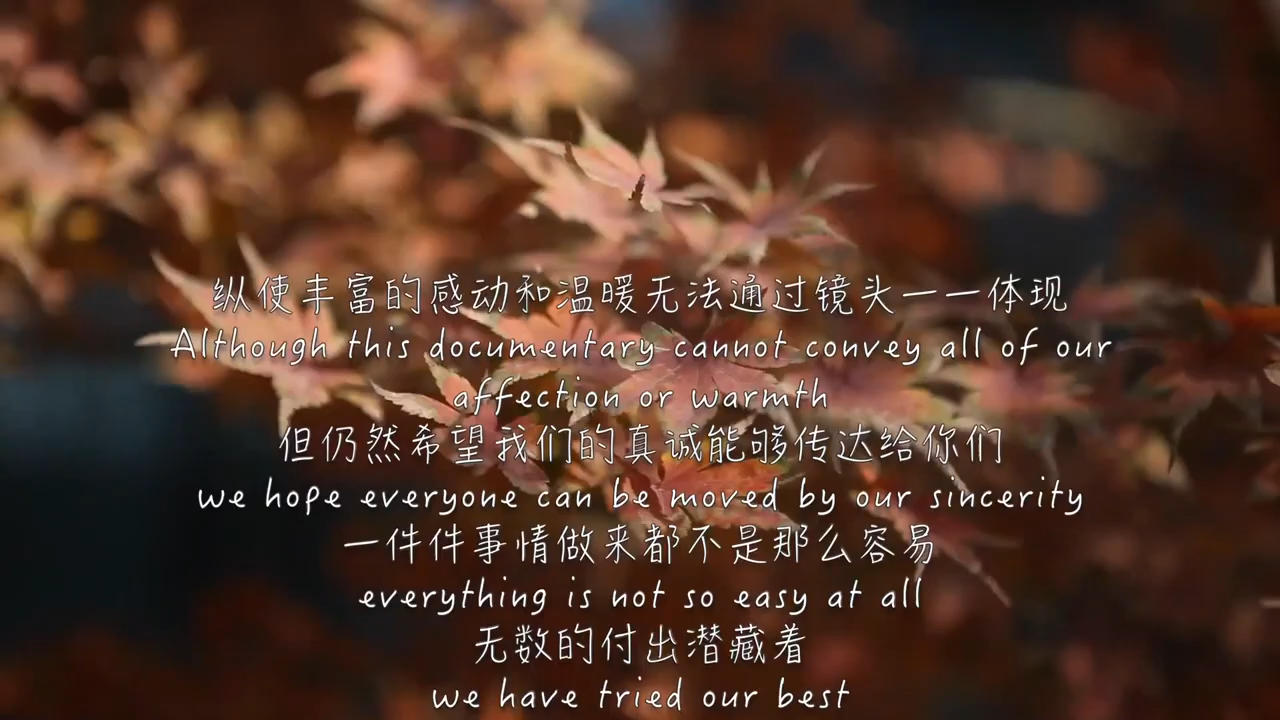 纵使丰富的感动和温暖无法通过镜头一一体现
Although this documentary cannot convey all of our
affection or warmth
但仍然希望我们的真诚能够传达给你们
we hope everyone can be moved by our sincerity
一件件事情做来都不是那么容易
everything is not so easy at all
无数的付出潜藏着
we have tried our best